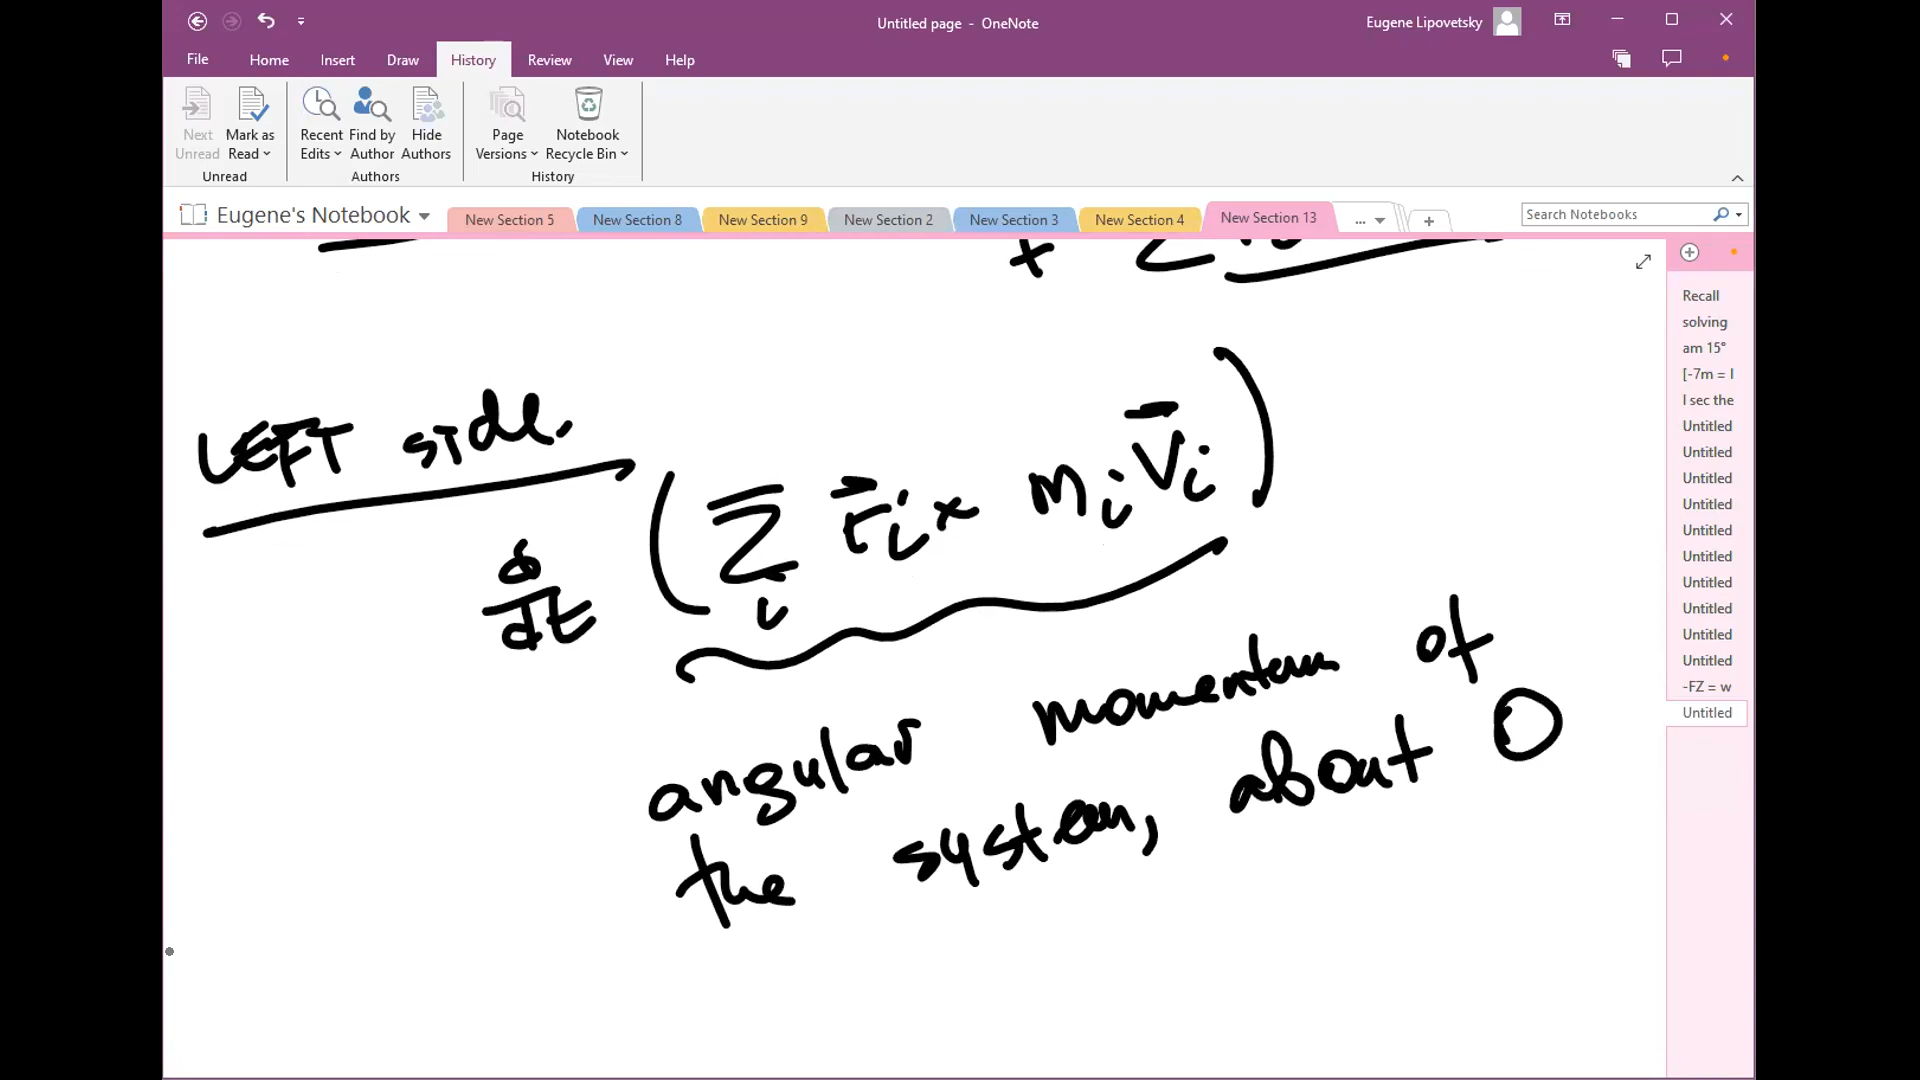 Untitled page - OneNote
Eugene Lipovetsky
File Home Insert Draw History Review View Help
Next Unread
Mark as Read
Recent Edits
Find by Author
Hide Authors
Page Versions
Notebook Recycle Bin
Unread Authors History
Eugene's Notebook
New Section 5 New Section 8 New Section 9 New Section 2 New Section 3 New Section 4 New Section 13 ...
Search Notebooks
+ Σ
LEFT side.
d/dt ( Σ_i r⃗_i × m_i V⃗_i )
angular momentum of
the system, about O
Recall
solving
am 15°
[-7m = I
I sec the
Untitled
Untitled
Untitled
Untitled
Untitled
Untitled
Untitled
Untitled
Untitled
Untitled
-FZ = w
Untitled